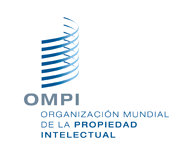 OMPI
ORGANIZACIÓN MUNDIAL
DE LA PROPIEDAD
INTELECTUAL